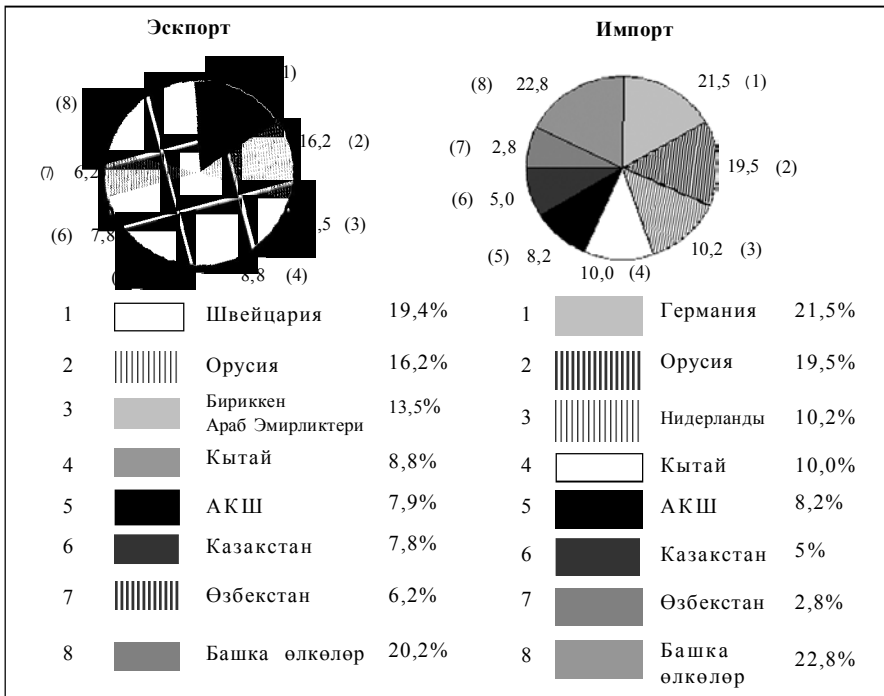 Эскпорт
1)
(8)
16,2 (2)
(7) 6,2
,5 (3)
(6) 7,8
8,8 (4)
1 Швейцария 19,4%
2 Орусия 16,2%
3 Бириккен
Араб Эмирликтери 13,5%
4 Кытай 8,8%
5 АКШ 7,9%
6 Казакстан 7,8%
7 Өзбекстан 6,2%
8 Башка өлкөлөр 20,2%
Импорт
(8) 22,8
21,5 (1)
(7) 2,8
19,5 (2)
(6) 5,0
10,2 (3)
(5) 8,2
10,0 (4)
1 Германия 21,5%
2 Орусия 19,5%
3 Нидерланды 10,2%
4 Кытай 10,0%
5 АКШ 8,2%
6 Казакстан 5%
7 Өзбекстан 2,8%
8 Башка
өлкөлөр 22,8%